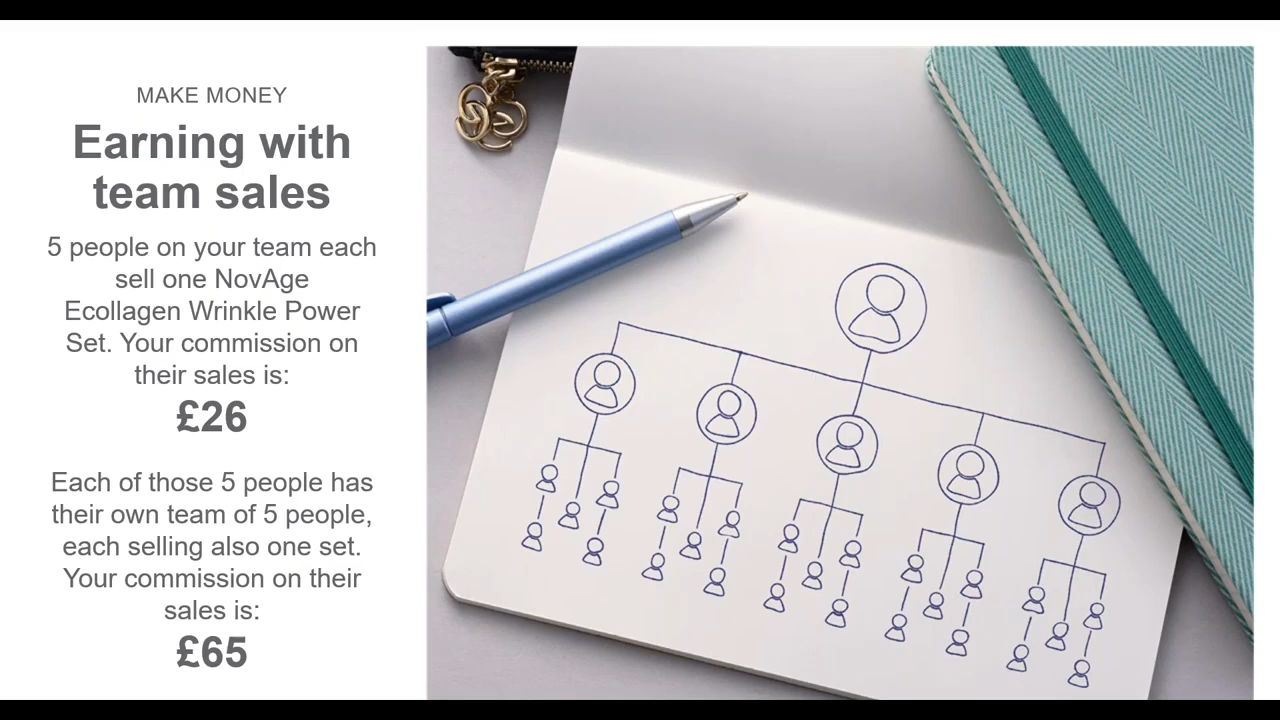 MAKE MONEY
Earning with
team sales
5 people on your team each
sell one NovAge
Ecollagen Wrinkle Power
Set. Your commission on
their sales is:
£26
Each of those 5 people has
their own team of 5 people,
each selling also one set.
Your commission on their
sales is:
£65